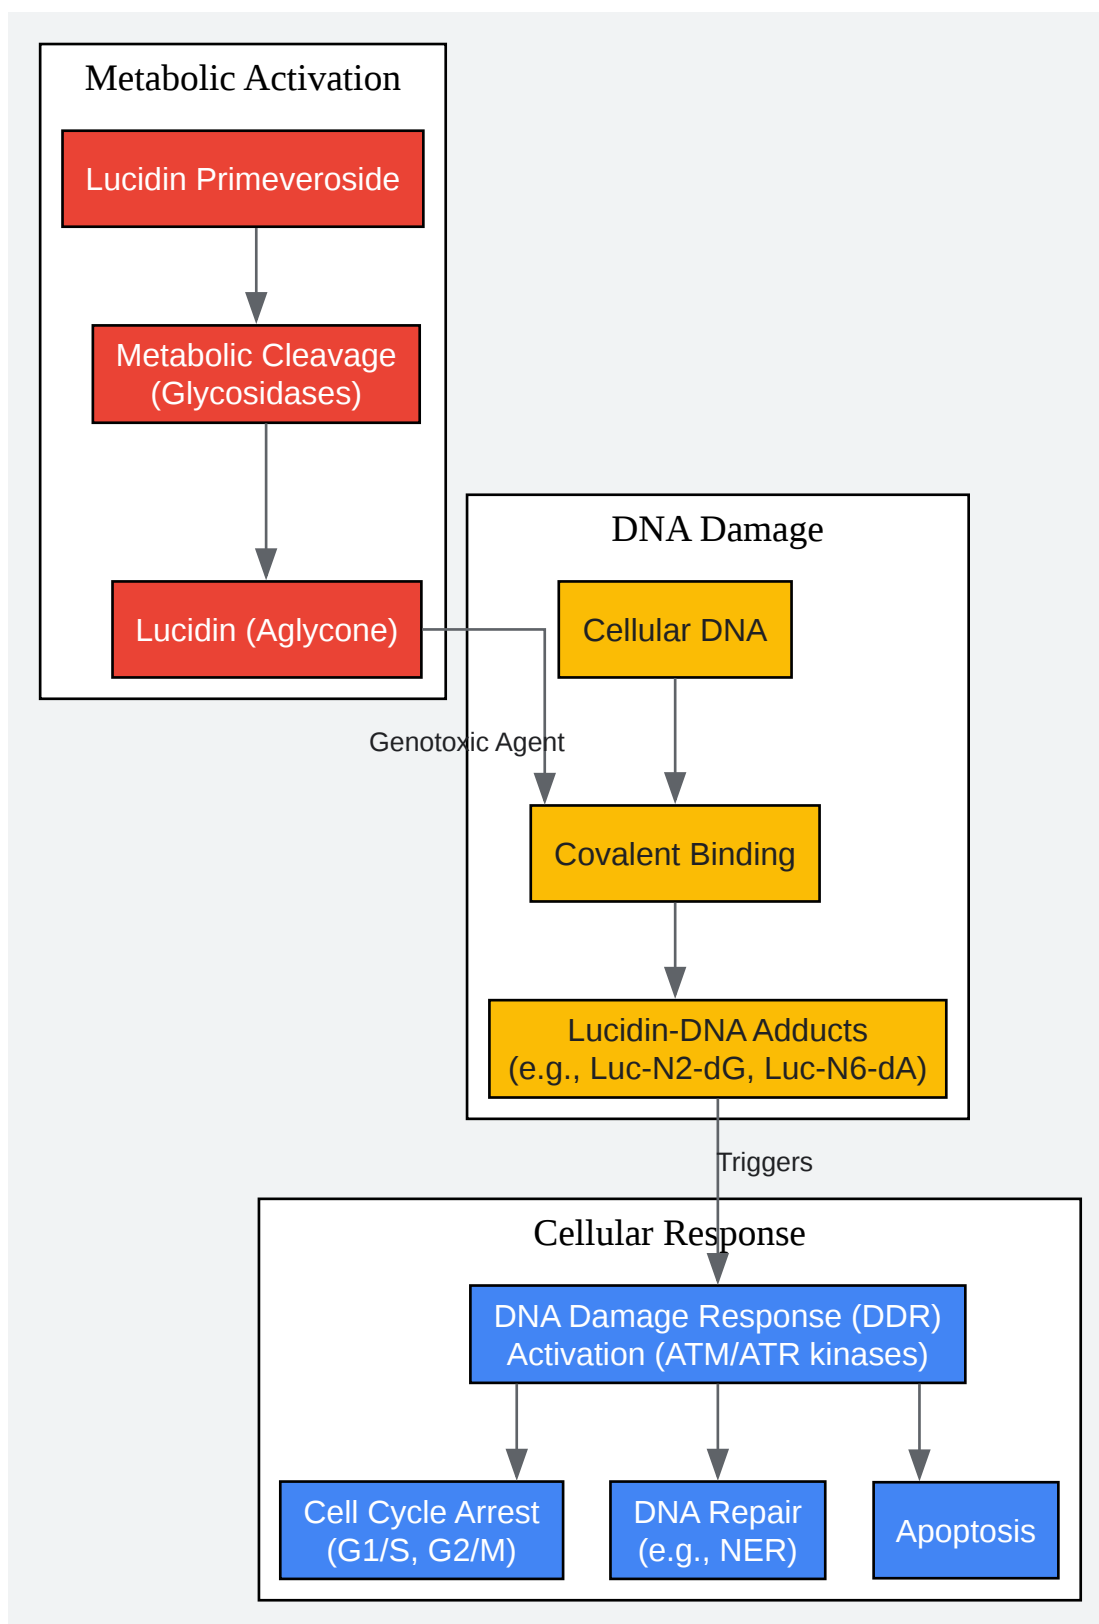 Metabolic Activation
Lucidin Primeveroside
Metabolic Cleavage
(Glycosidases)
Lucidin (Aglycone)
DNA Damage
Cellular DNA
Genotoxic Agent
Covalent Binding
Lucidin-DNA Adducts
(e.g., Luc-N2-dG, Luc-N6-dA)
Triggers
Cellular Response
DNA Damage Response (DDR)
Activation (ATM/ATR kinases)
Cell Cycle Arrest
(G1/S, G2/M)
DNA Repair
(e.g., NER)
Apoptosis